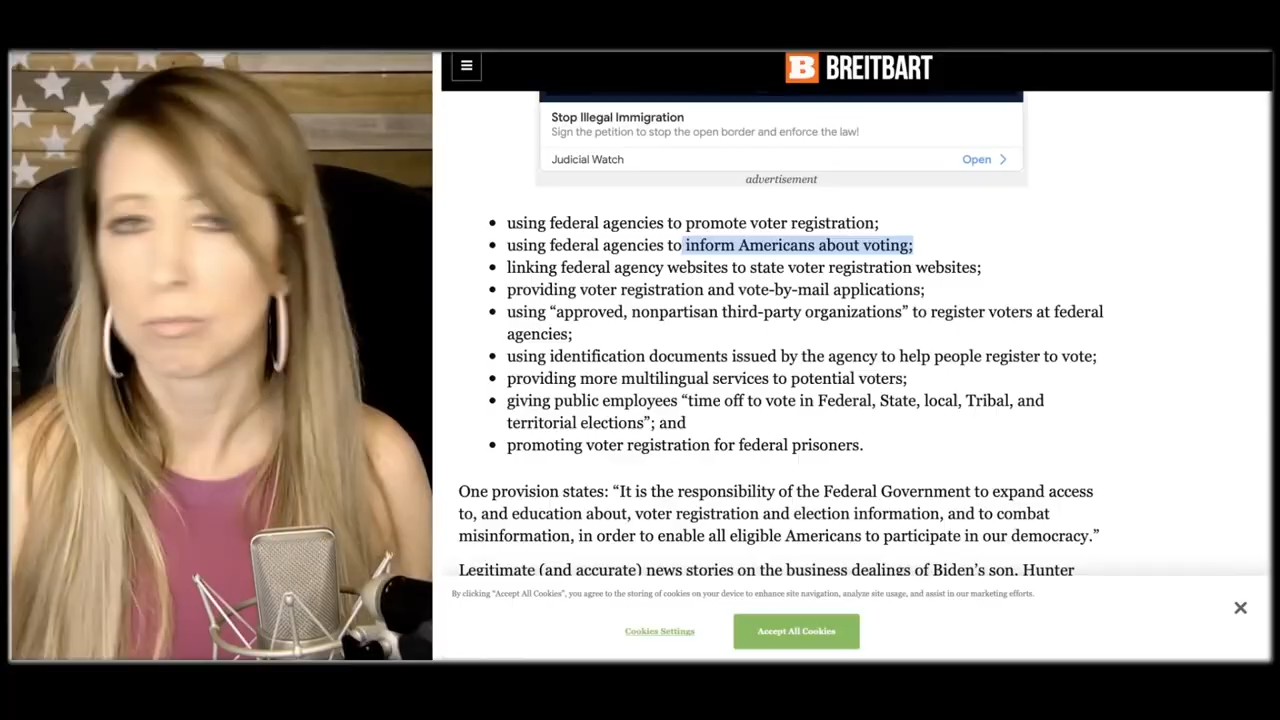 BREITBART
Stop Illegal Immigration
Sign the petition to stop the open border and enforce the law!
Judicial Watch
Open
advertisement
• using federal agencies to promote voter registration;
• using federal agencies to inform Americans about voting;
• linking federal agency websites to state voter registration websites;
• providing voter registration and vote-by-mail applications;
• using “approved, nonpartisan third-party organizations” to register voters at federal
agencies;
• using identification documents issued by the agency to help people register to vote;
• providing more multilingual services to potential voters;
• giving public employees “time off to vote in Federal, State, local, Tribal, and
territorial elections”; and
• promoting voter registration for federal prisoners.
One provision states: “It is the responsibility of the Federal Government to expand access
to, and education about, voter registration and election information, and to combat
misinformation, in order to enable all eligible Americans to participate in our democracy.”
Legitimate (and accurate) news stories on the business dealings of Biden’s son, Hunter
By clicking “Accept All Cookies”, you agree to the storing of cookies on your device to enhance site navigation, analyze site usage, and assist in our marketing efforts.
Cookies Settings
Accept All Cookies